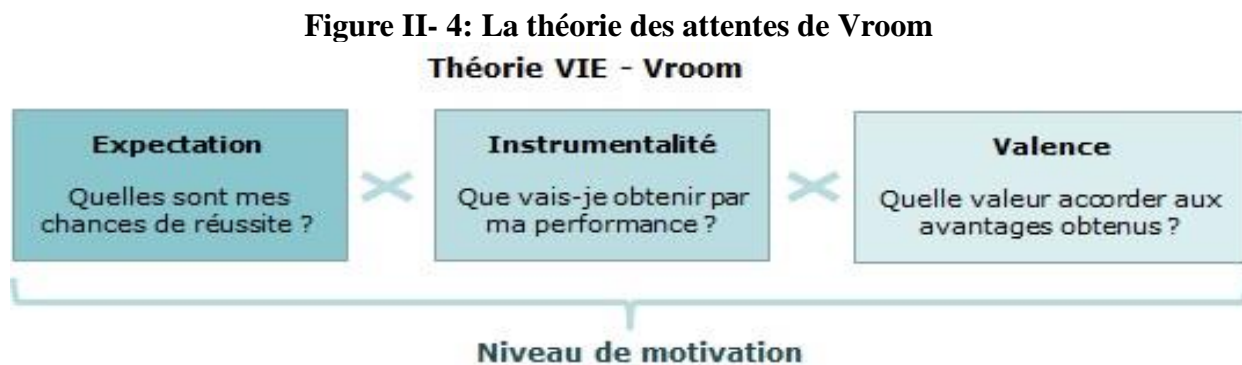 Figure II- 4: La théorie des attentes de Vroom
Théorie VIE - Vroom
Expectation
Quelles sont mes
chances de réussite ?
Instrumentalité
Que vais-je obtenir par
ma performance ?
Valence
Quelle valeur accorder aux
avantages obtenus ?
Niveau de motivation